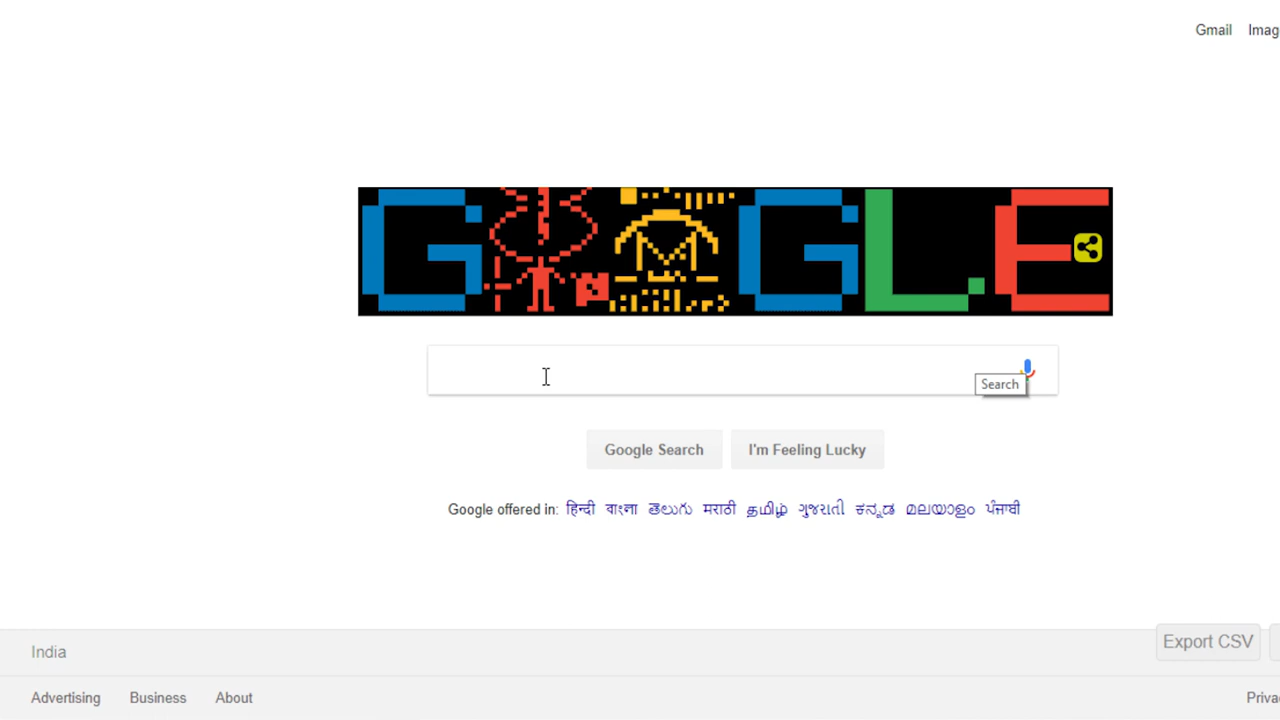 Gmail Imag
GOOGLE
Search
Google Search I'm Feeling Lucky
Google offered in: हिन्दी বাংলা తెలుగు मराठी தமிழ் ગુજરાતી ಕನ್ನಡ മലയാളം ਪੰਜਾਬੀ
India
Export CSV
Advertising Business About
Priva